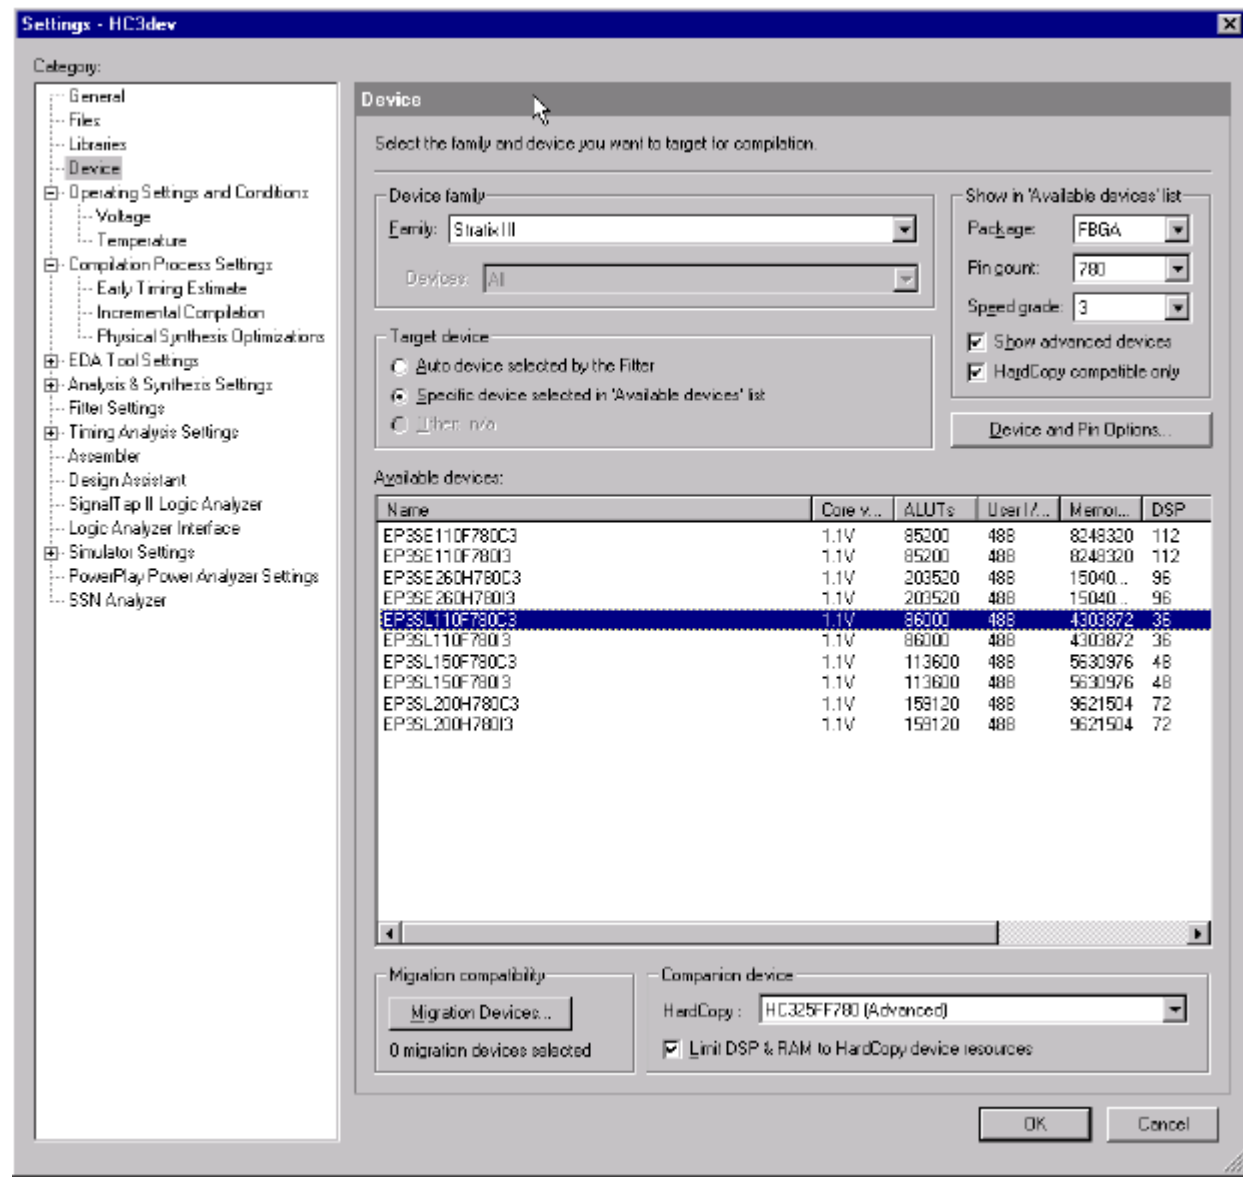 Settings - HC3dev
Category:
General
Files
Libraries
Device
Operating Settings and Conditions
Voltage
Temperature
Compilation Process Settings
Early Timing Estimate
Incremental Compilation
Physical Synthesis Optimizations
EDA Tool Settings
Analysis & Synthesis Settings
Fitter Settings
Timing Analysis Settings
Assembler
Design Assistant
SignalTap II Logic Analyzer
Logic Analyzer Interface
Simulator Settings
PowerPlay Power Analyzer Settings
SSN Analyzer
Device
Select the family and device you want to target for compilation.
Device family
Family: Stratix III
Devices: All
Target device
Auto device selected by the Fitter
Specific device selected in 'Available devices' list
Other: n/a
Show in 'Available devices' list
Package: FBGA
Pin count: 780
Speed grade: 3
Show advanced devices
HardCopy compatible only
Device and Pin Options...
Available devices:
Name Core v... ALUTs User I/... Memor... DSP
EP3SE110F780C3 1.1V 85200 488 8248320 112
EP3SE110F780I3 1.1V 85200 488 8248320 112
EP3SE260H780C3 1.1V 203520 488 15040... 96
EP3SE260H780I3 1.1V 203520 488 15040... 96
EP3SL110F780C3 1.1V 86000 488 4303872 36
EP3SL110F780I3 1.1V 86000 488 4303872 36
EP3SL150F780C3 1.1V 113600 488 5630976 48
EP3SL150F780I3 1.1V 113600 488 5630976 48
EP3SL200H780C3 1.1V 159120 488 9621504 72
EP3SL200H780I3 1.1V 159120 488 9621504 72
Migration compatibility
Migration Devices...
0 migration devices selected
Companion device
HardCopy : HC325FF780 (Advanced)
Limit DSP & RAM to HardCopy device resources
OK
Cancel